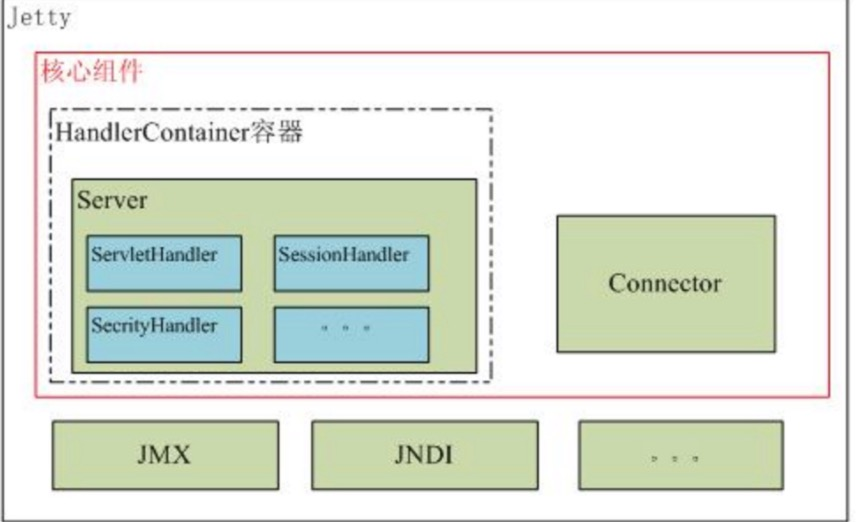 Jetty
核心组件
HandlerContainer容器
Server
ServletHandler
SessionHandler
SecrityHandler
。。。
Connector
JMX
JNDI
。。。